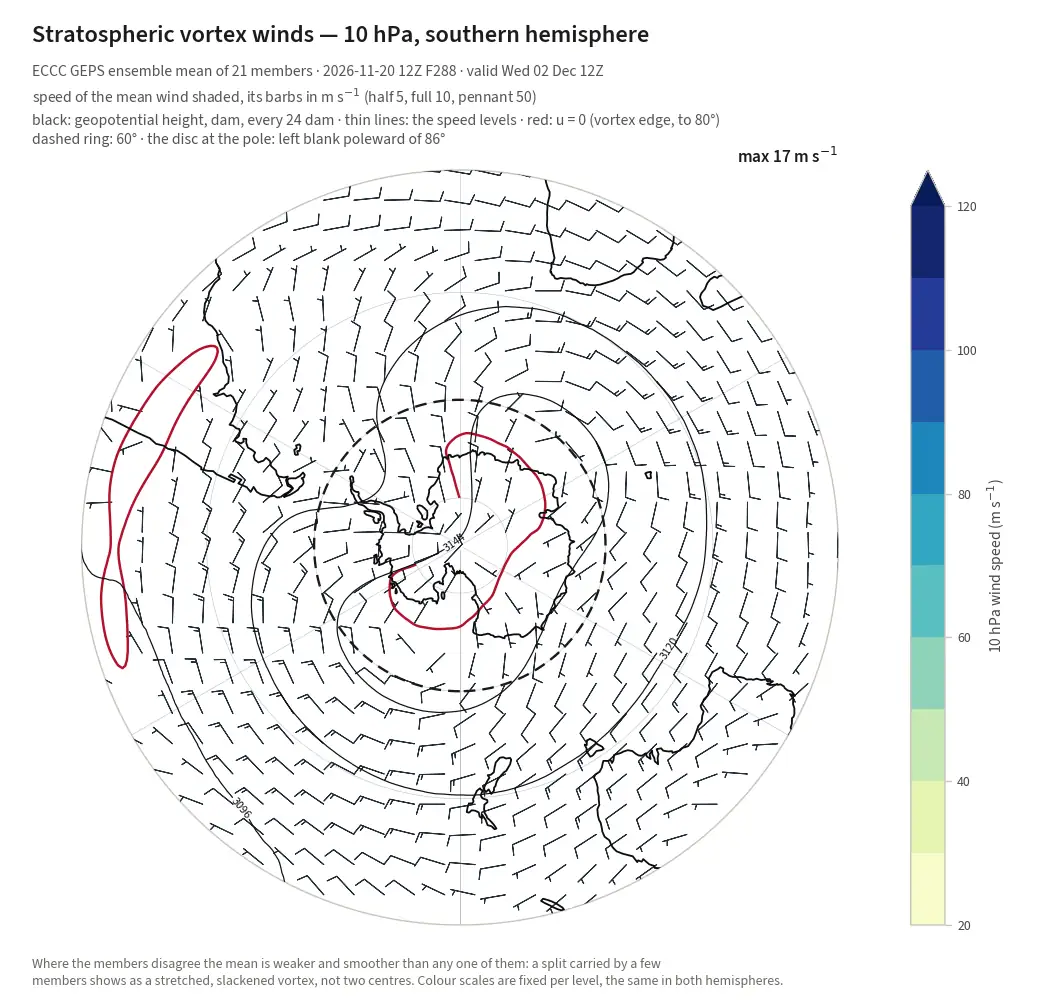 Stratospheric vortex winds — 10 hPa, southern hemisphere
ECCC GEPS ensemble mean of 21 members · 2026-11-20 12Z F288 · valid Wed 02 Dec 12Z
speed of the mean wind shaded, its barbs in m s⁻¹ (half 5, full 10, pennant 50)
black: geopotential height, dam, every 24 dam · thin lines: the speed levels · red: u = 0 (vortex edge, to 80°)
dashed ring: 60° · the disc at the pole: left blank poleward of 86°
max 17 m s⁻¹
120
100
80
60
40
20
10 hPa wind speed (m s⁻¹)
3144
3120
3096
Where the members disagree the mean is weaker and smoother than any one of them: a split carried by a few
members shows as a stretched, slackened vortex, not two centres. Colour scales are fixed per level, the same in both hemispheres.